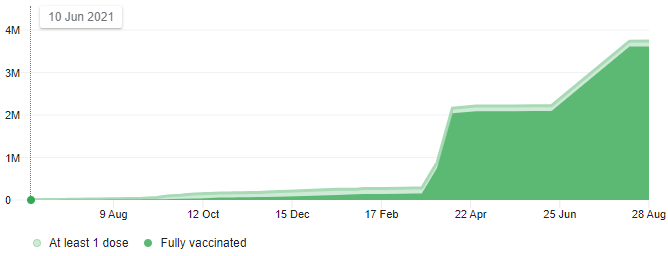 10 Jun 2021
4M
3M
2M
1M
0
9 Aug 12 Oct 15 Dec 17 Feb 22 Apr 25 Jun 28 Aug
At least 1 dose Fully vaccinated